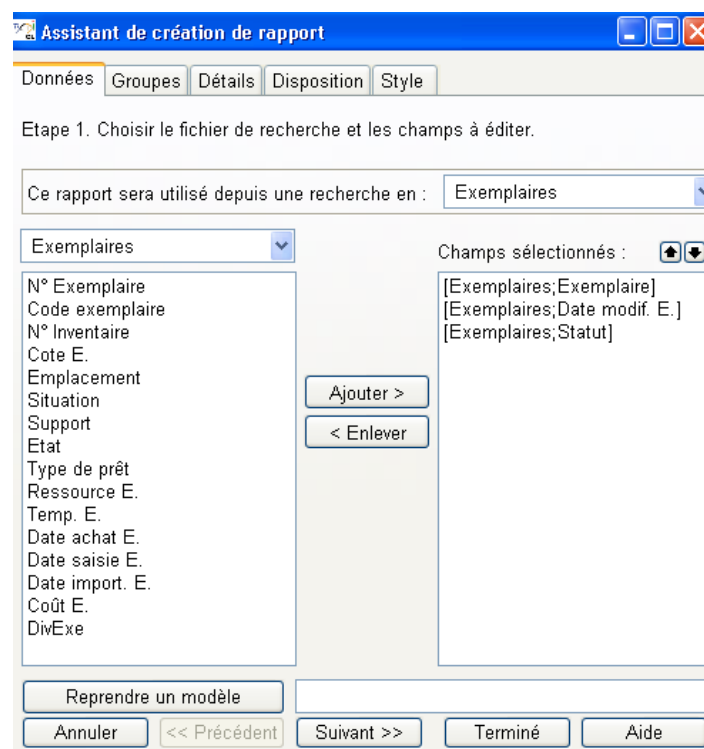 Assistant de création de rapport
Données Groupes Détails Disposition Style
Etape 1. Choisir le fichier de recherche et les champs à éditer.
Ce rapport sera utilisé depuis une recherche en : Exemplaires
Exemplaires
Champs sélectionnés :
N° Exemplaire
Code exemplaire
N° Inventaire
Cote E.
Emplacement
Situation
Support
Etat
Type de prêt
Ressource E.
Temp. E.
Date achat E.
Date saisie E.
Date import. E.
Coût E.
DivExe
Ajouter >
< Enlever
[Exemplaires;Exemplaire]
[Exemplaires;Date modif. E.]
[Exemplaires;Statut]
Reprendre un modèle
Annuler << Précédent Suivant >> Terminé Aide